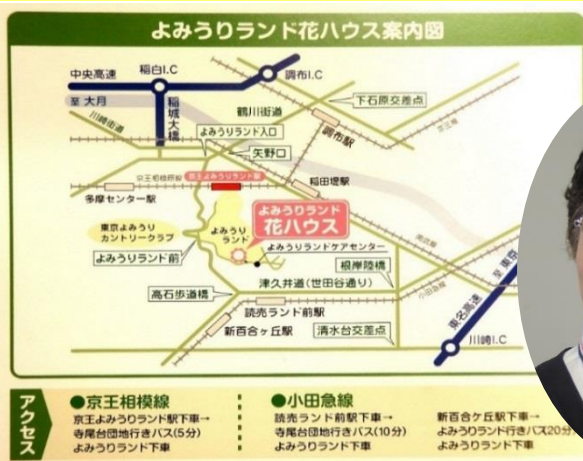 よみうりランド花ハウス案内図
中央高速
稲白I.C
調布I.C
至 大月
稲城大橋
鶴川街道
下石原交差点
川崎街道
よみうりランド入口
矢野口
調布駅
京王線
京王相模原線
京王よみうりランド駅
稲田堤駅
多摩センター駅
よみうりランド
花ハウス
東京よみうり
カントリークラブ
よみうり
ランド
よみうりランドケアセンター
南武線
よみうりランド前
根岸陸橋
至 東京
高石歩道橋
津久井道(世田谷通り)
小田急線
東名高速
読売ランド前駅
新百合ヶ丘駅
清水台交差点
川崎I.C
アクセス
●京王相模線
京王よみうりランド駅下車→
寺尾台団地行きバス(5分)
よみうりランド下車
●小田急線
読売ランド前駅下車→
寺尾台団地行きバス(10分)
よみうりランド下車
新百合ケ丘駅下車→
よみうりランド行きバス20分
よみうりランド下車